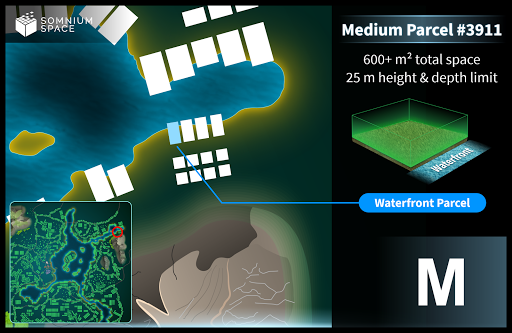 SOMNIUM
SPACE
Medium Parcel #3911
600+ m² total space
25 m height & depth limit
Waterfront
Waterfront Parcel
M